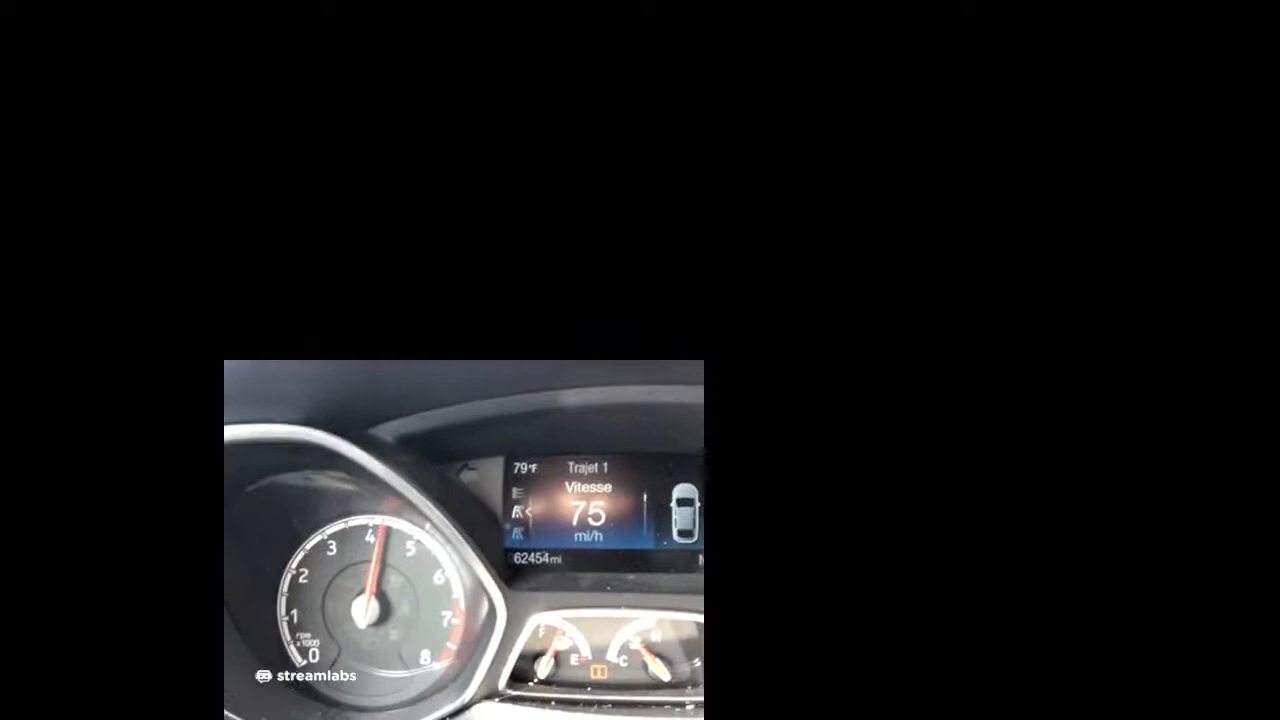 79°F
Trajet 1
Vitesse
75
mi/h
62454 mi
0
1
2
3
4
5
6
7
8
rpm
x1000
F
E
C
streamlabs